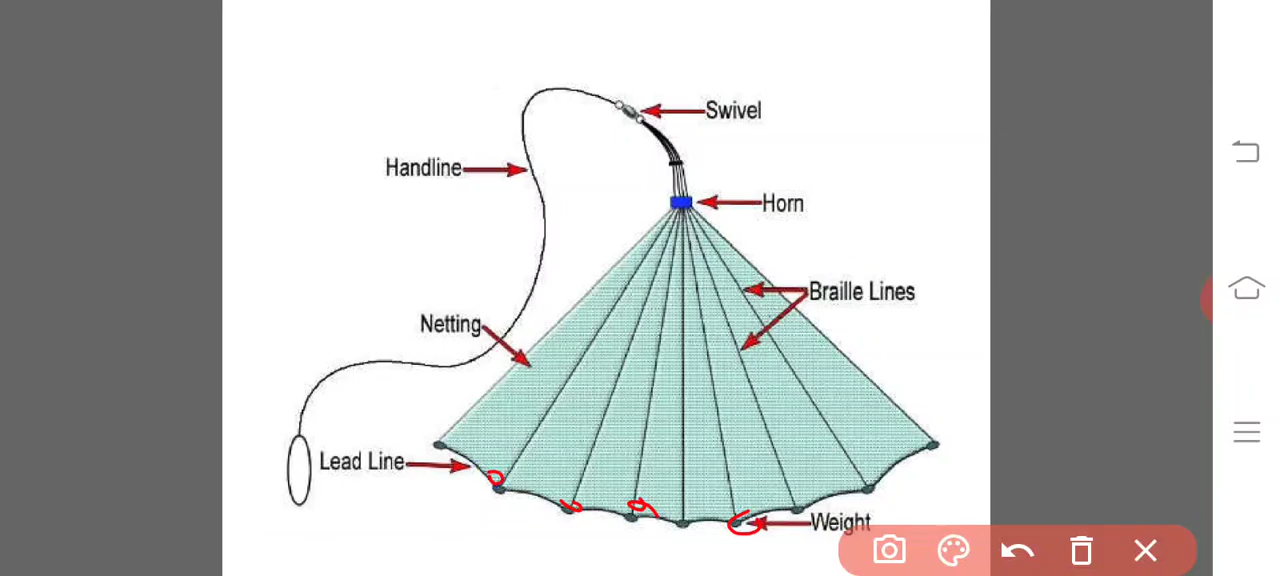 Swivel
Handline
Horn
Braille Lines
Netting
Lead Line
Weight